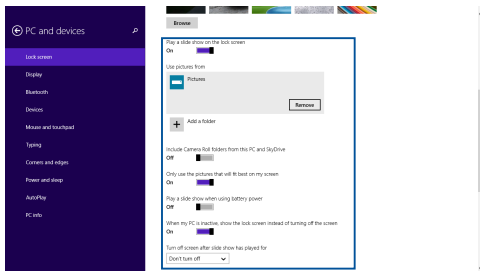 Browse
PC and devices
Lock screen
Display
Bluetooth
Devices
Mouse and touchpad
Typing
Corners and edges
Power and sleep
AutoPlay
PC info
Play a slide show on the lock screen
On
Use pictures from
Pictures
Remove
Add a folder
Include Camera Roll folders from this PC and SkyDrive
Off
Only use the pictures that will fit best on my screen
On
Play a slide show when using battery power
Off
When my PC is inactive, show the lock screen instead of turning off the screen
On
Turn off screen after slide show has played for
Don't turn off